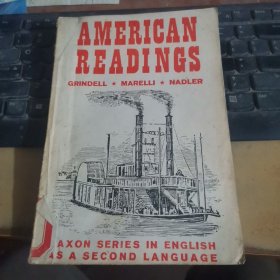 AMERICAN
READINGS
GRINDELL ★ MARELLI ★ NADLER
AXON SERIES IN ENGLISH
AS A SECOND LANGUAGE